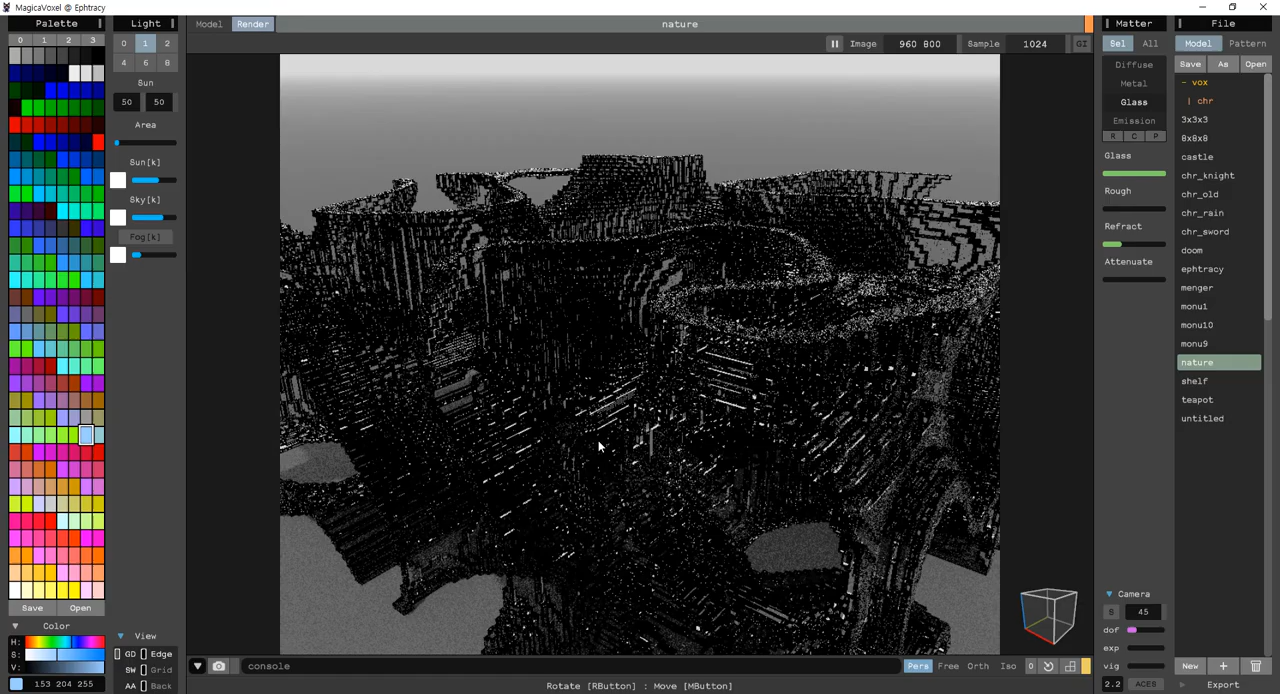 MagicaVoxel @ Ephtracy
Palette
0 1 2 3
Save Open
Color
H:
S:
V:
153 204 255
Light
0 1 2
4 6 8
Sun
50 50
Area
Sun[k]
Sky[k]
Fog[k]
View
GD Edge
SW Grid
AA Back
Model Render
nature
Image 960 800 Sample 1024 GI
console
Pers Free Orth Iso 0
Rotate [RButton] : Move [MButton]
Matter
Sel All
Diffuse
Metal
Glass
Emission
R C P
Glass
Rough
Refract
Attenuate
Camera
S 45
dof
exp
vig
2.2 ACES
File
Model Pattern
Save Aa Open
- vox
| chr
3x3x3
8x8x8
castle
chr_knight
chr_old
chr_rain
chr_sword
doom
ephtracy
menger
monu1
monu10
monu9
nature
shelf
teapot
untitled
New +
Export